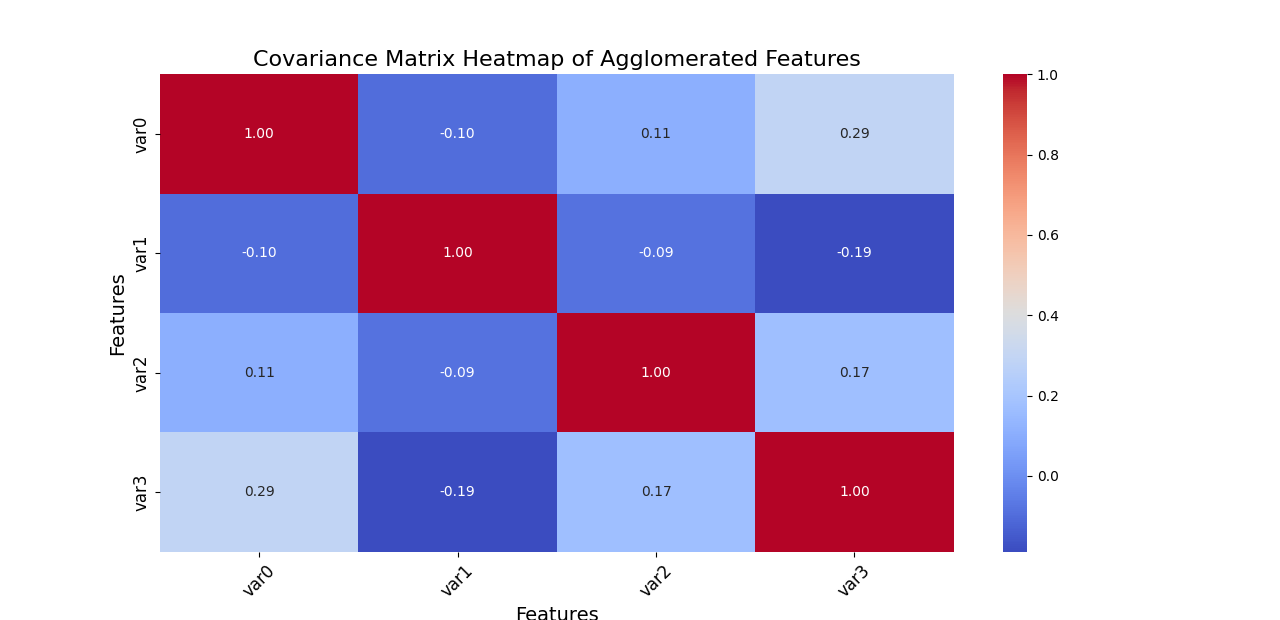 Covariance Matrix Heatmap of Agglomerated Features
var0 1.00 -0.10 0.11 0.29
var1 -0.10 1.00 -0.09 -0.19
var2 0.11 -0.09 1.00 0.17
var3 0.29 -0.19 0.17 1.00
Features
var0 var1 var2 var3
Features
1.0
0.8
0.6
0.4
0.2
0.0